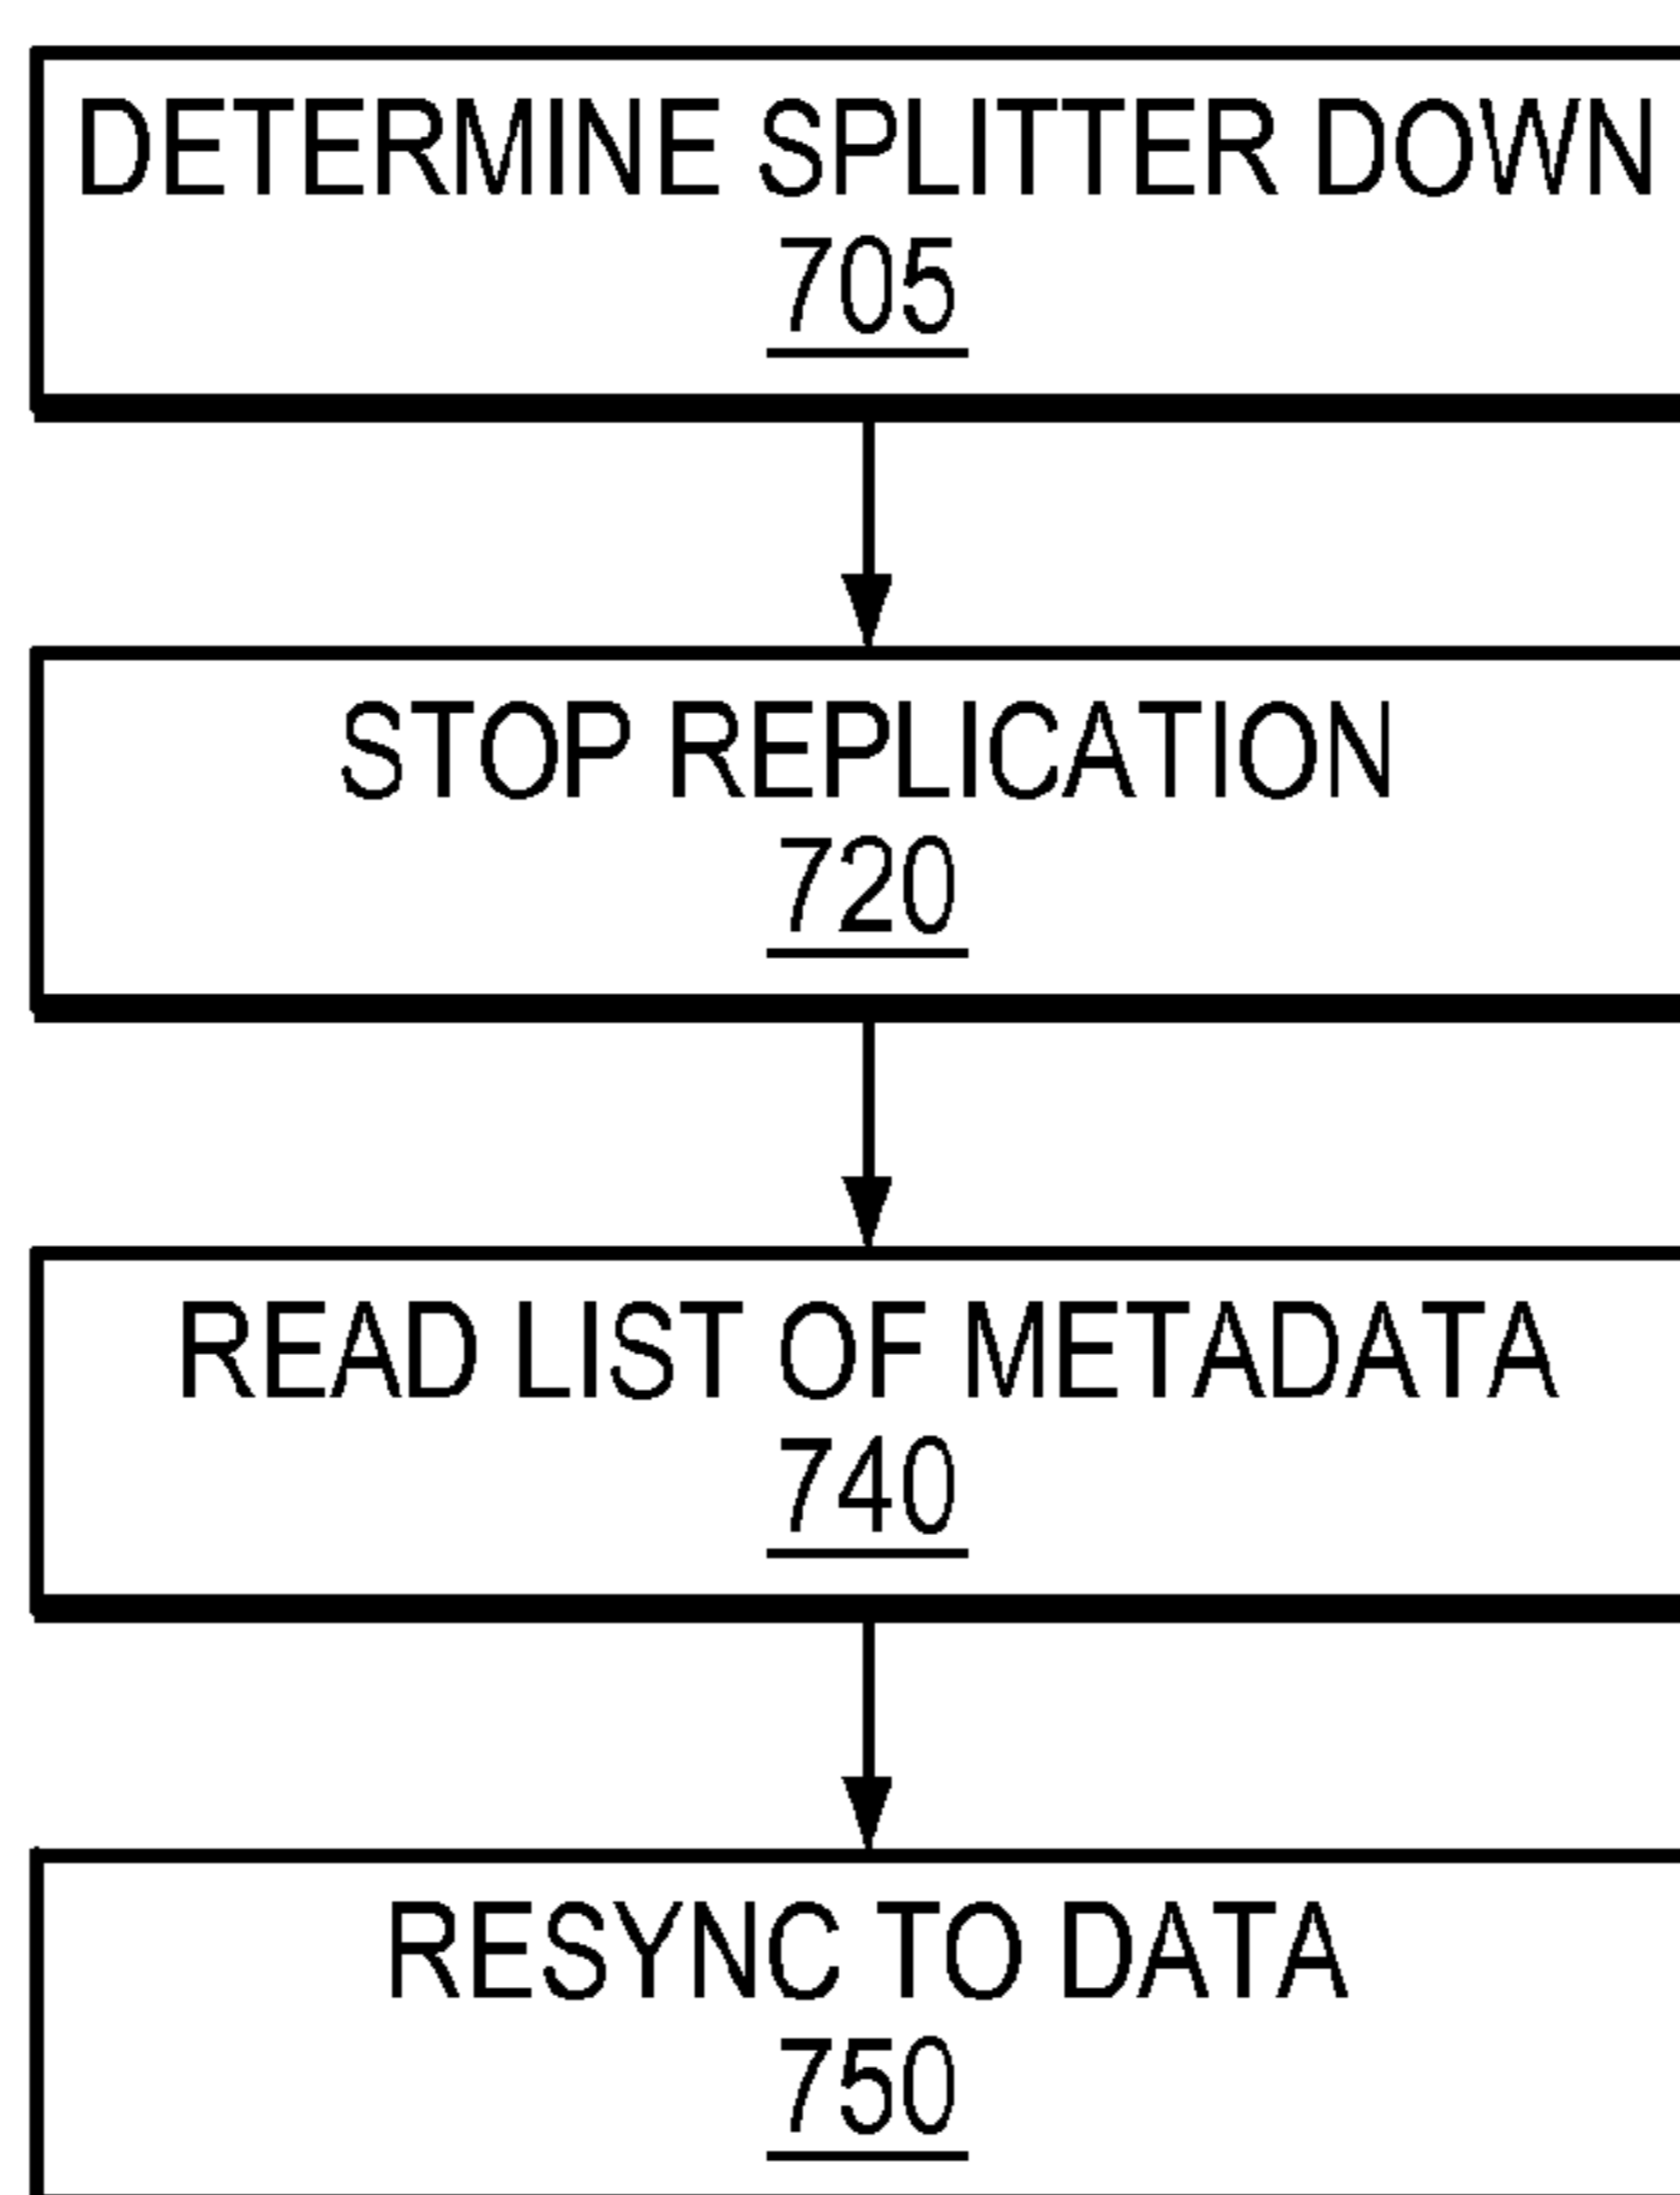 DETERMINE SPLITTER DOWN
705
STOP REPLICATION
720
READ LIST OF METADATA
740
RESYNC TO DATA
750